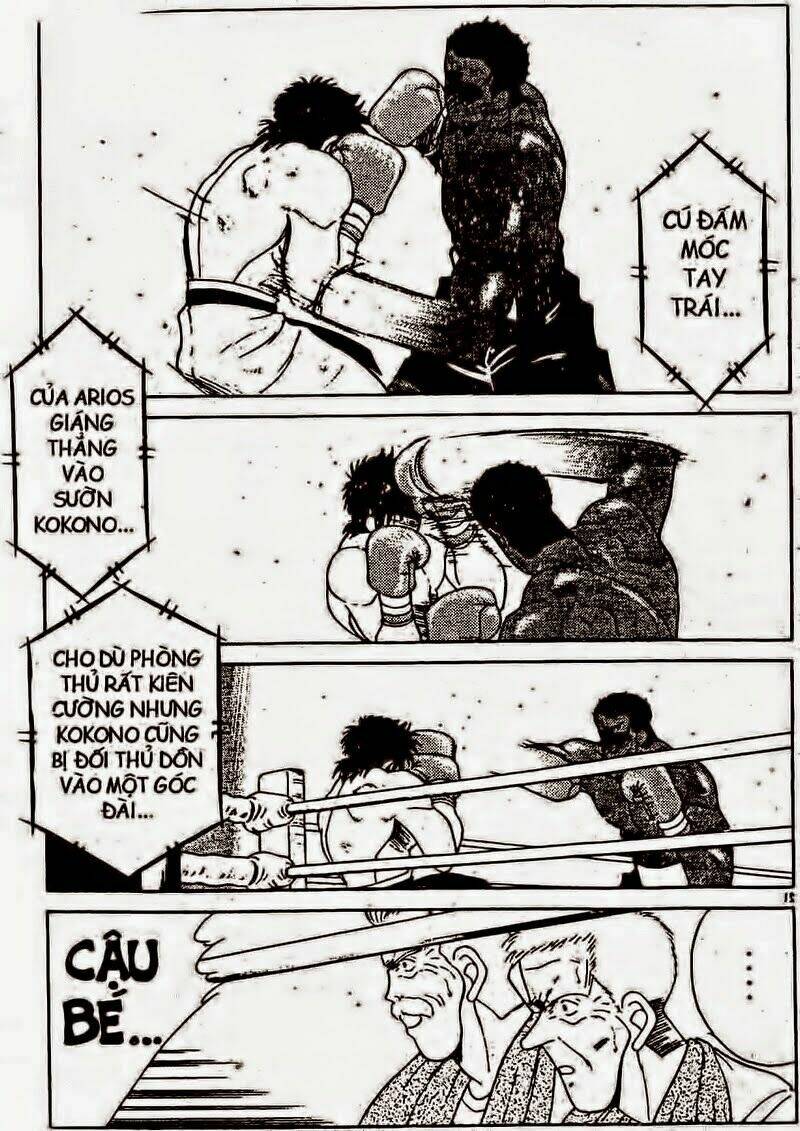 CÚ ĐẤM
MÓC
TAY
TRÁI...
CỦA ARIOS
GIÁNG
THẲNG
VÀO
SƯỜN
KOKONO...
CHO DÙ PHÒNG
THỦ RẤT KIÊN
CƯỜNG NHƯNG
KOKONO CŨNG
BỊ ĐỐI THỦ DỒN
VÀO MỘT GÓC
ĐÀI...
21
CẬU
BÉ...
....